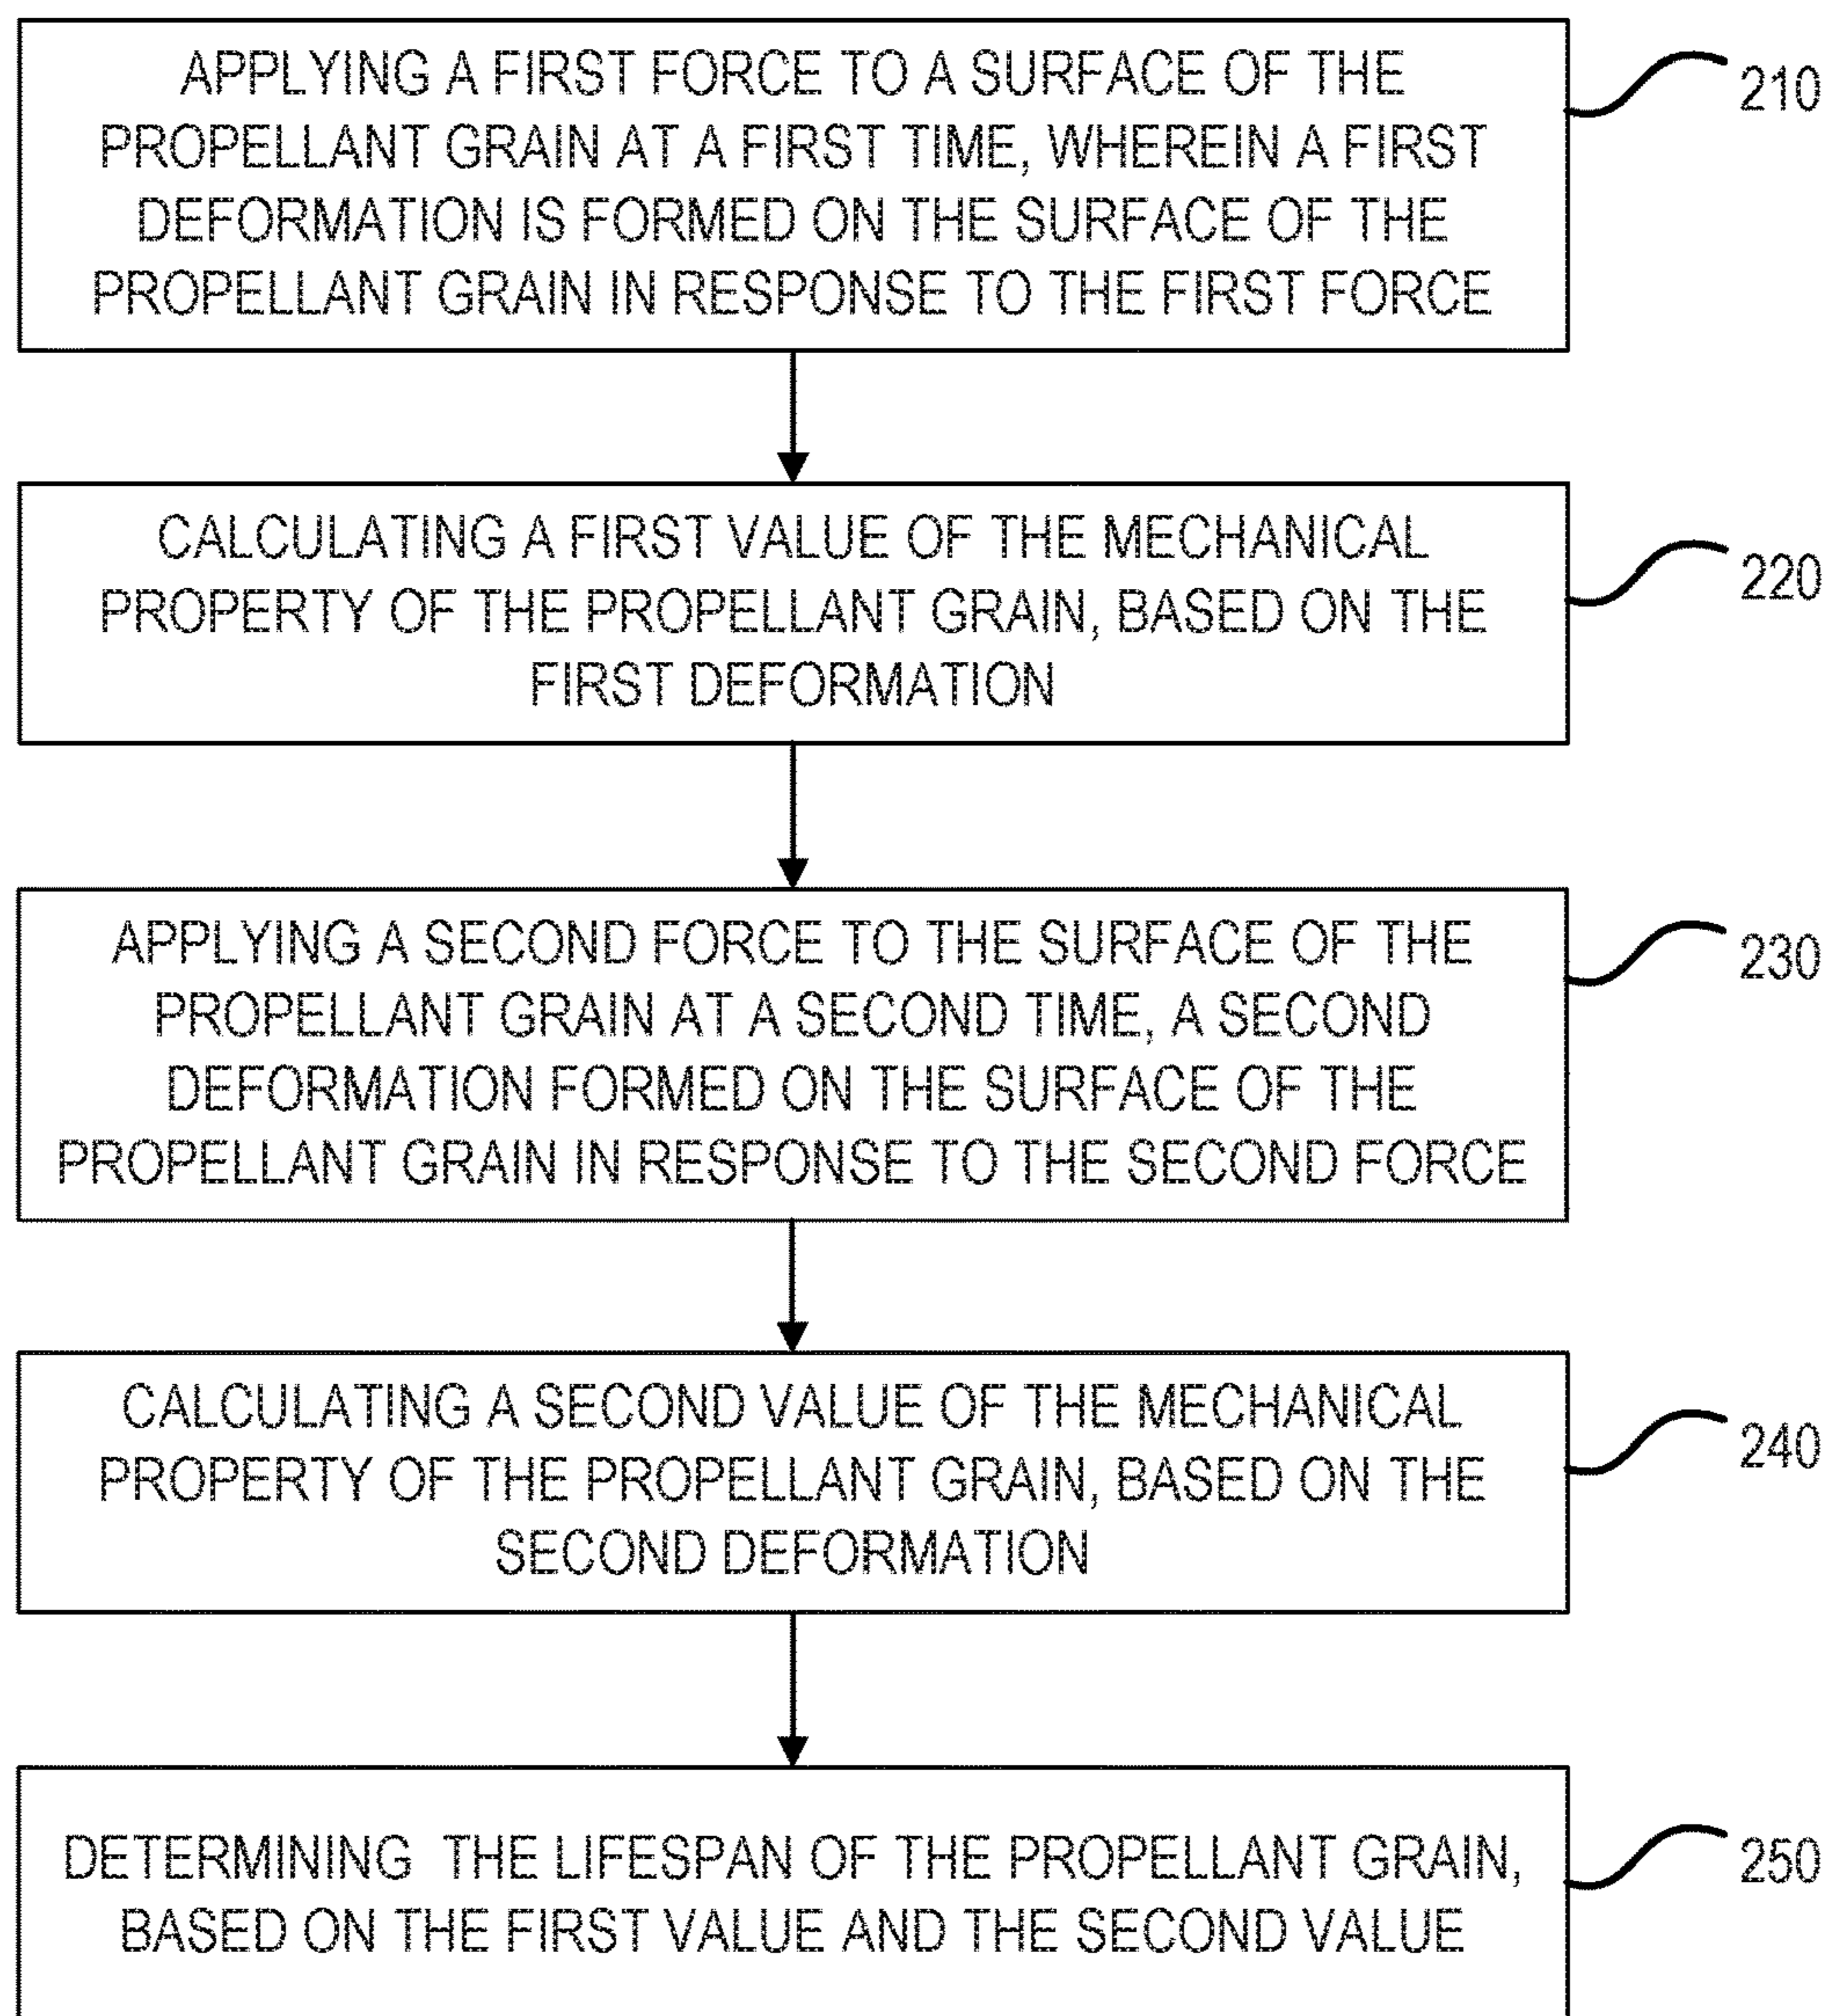 APPLYING A FIRST FORCE TO A SURFACE OF THE
PROPELLANT GRAIN AT A FIRST TIME, WHEREIN A FIRST
DEFORMATION IS FORMED ON THE SURFACE OF THE
PROPELLANT GRAIN IN RESPONSE TO THE FIRST FORCE
210
CALCULATING A FIRST VALUE OF THE MECHANICAL
PROPERTY OF THE PROPELLANT GRAIN, BASED ON THE
FIRST DEFORMATION
220
APPLYING A SECOND FORCE TO THE SURFACE OF THE
PROPELLANT GRAIN AT A SECOND TIME, A SECOND
DEFORMATION FORMED ON THE SURFACE OF THE
PROPELLANT GRAIN IN RESPONSE TO THE SECOND FORCE
230
CALCULATING A SECOND VALUE OF THE MECHANICAL
PROPERTY OF THE PROPELLANT GRAIN, BASED ON THE
SECOND DEFORMATION
240
DETERMINING THE LIFESPAN OF THE PROPELLANT GRAIN,
BASED ON THE FIRST VALUE AND THE SECOND VALUE
250